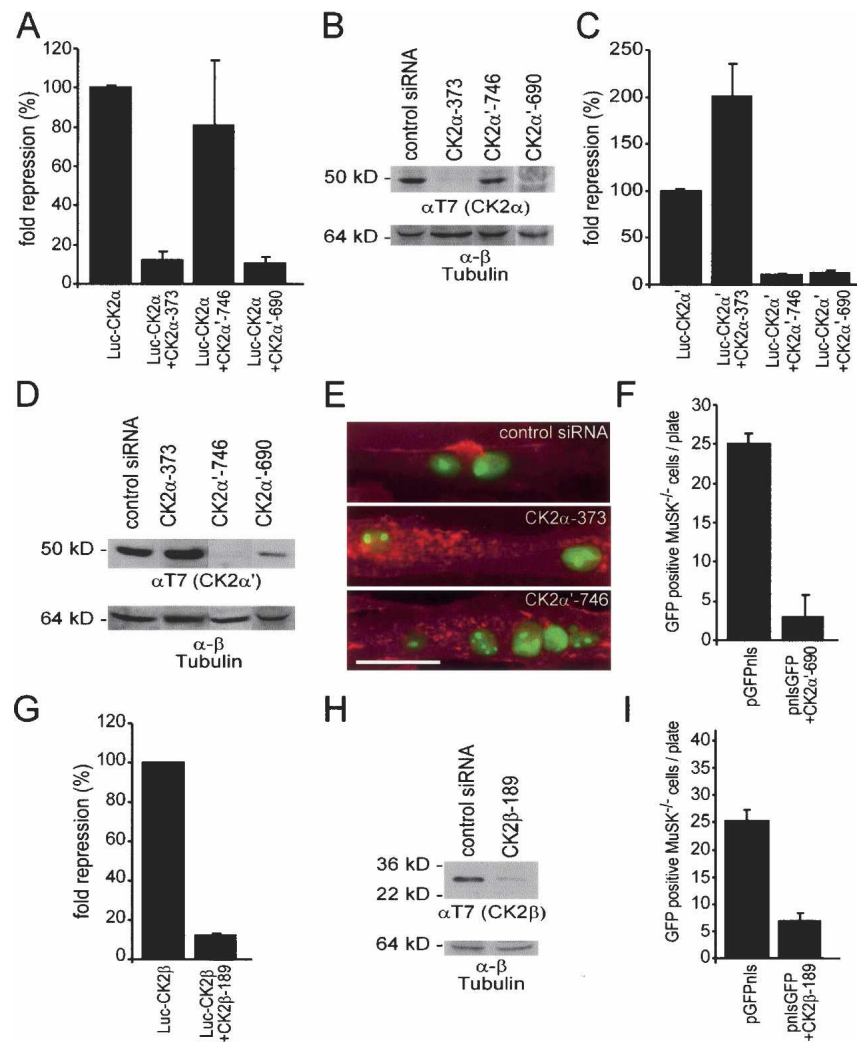 A
fold repression (%)
120
100
80
60
40
20
0
Luc-CK2α
Luc-CK2α
+CK2α-373
Luc-CK2α
+CK2α'-746
Luc-CK2α
+CK2α'-690
B
control siRNA
CK2α-373
CK2α'-746
CK2α'-690
50 kD -
αT7 (CK2α)
64 kD -
α-β
Tubulin
C
fold repression (%)
250
200
150
100
50
0
Luc-CK2α'
Luc-CK2α'
+CK2α-373
Luc-CK2α'
+CK2α'-746
Luc-CK2α'
+CK2α'-690
D
control siRNA
CK2α-373
CK2α'-746
CK2α'-690
50 kD -
αT7 (CK2α')
64 kD -
α-β
Tubulin
E
control siRNA
CK2α-373
CK2α'-746
F
GFP positive MuSK-/- cells / plate
30
25
20
15
10
5
0
pGFPnls
pnlsGFP
+CK2α'-690
G
fold repression (%)
120
100
80
60
40
20
0
Luc-CK2β
Luc-CK2β
+CK2β-189
H
control siRNA
CK2β-189
36 kD -
22 kD -
αT7 (CK2β)
64 kD -
α-β
Tubulin
I
GFP positive MuSK-/- cells / plate
40
35
30
25
20
15
10
5
0
pGFPnls
pnlsGFP
+CK2β-189